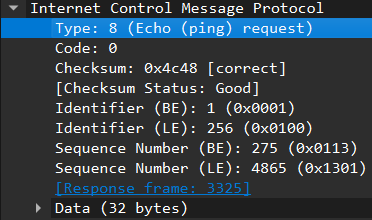 Internet Control Message Protocol
Type: 8 (Echo (ping) request)
Code: 0
Checksum: 0x4c48 [correct]
[Checksum Status: Good]
Identifier (BE): 1 (0x0001)
Identifier (LE): 256 (0x0100)
Sequence Number (BE): 275 (0x0113)
Sequence Number (LE): 4865 (0x1301)
[Response frame: 3325]
Data (32 bytes)